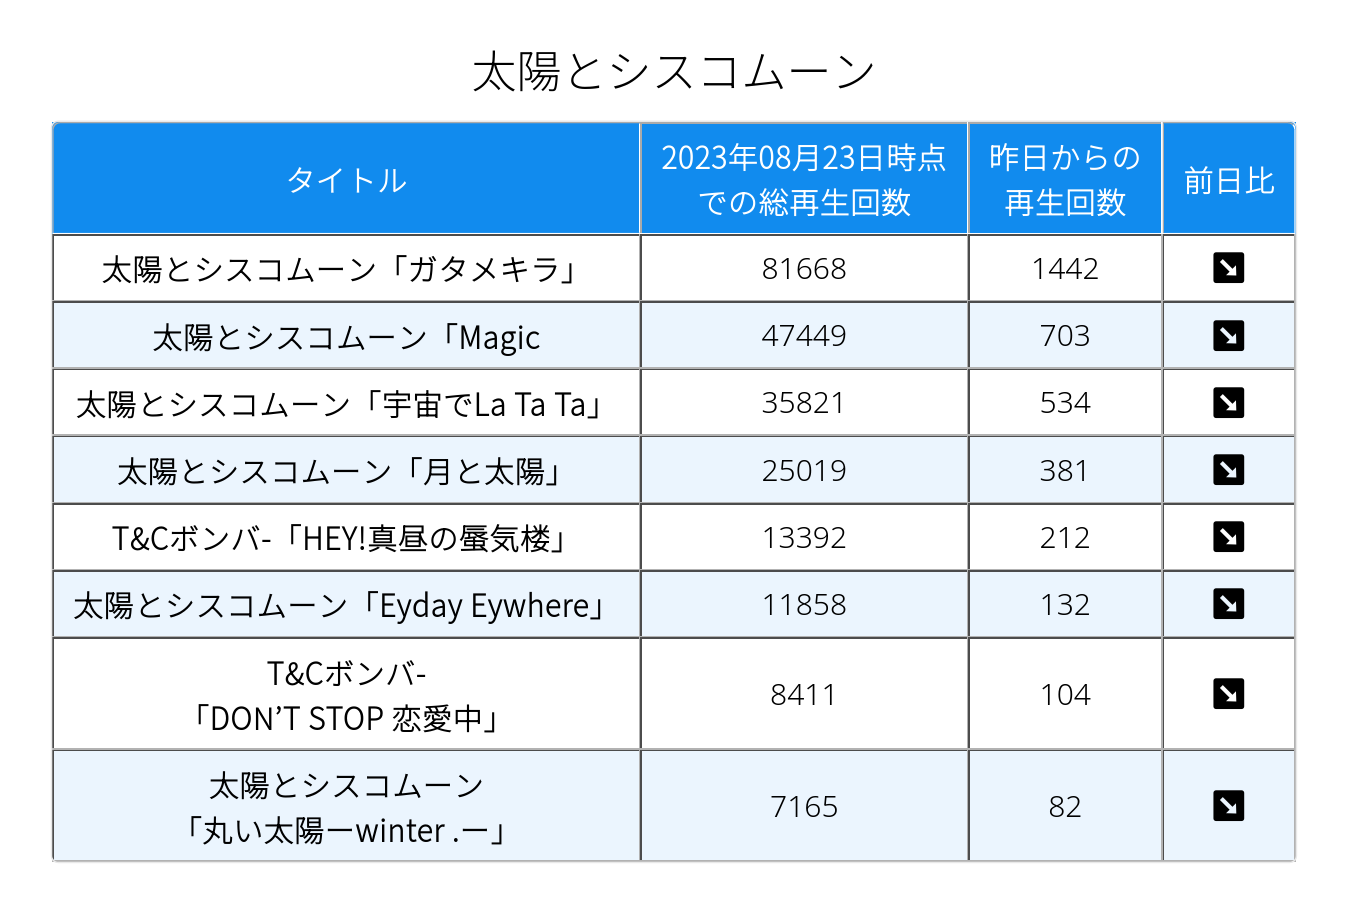 太陽とシスコムーン
タイトル
2023年08月23日時点
での総再生回数
昨日からの
再生回数
前日比
太陽とシスコムーン「ガタメキラ」
81668
1442
太陽とシスコムーン「Magic
47449
703
太陽とシスコムーン「宇宙でLa Ta Ta」
35821
534
太陽とシスコムーン「月と太陽」
25019
381
T&Cボンバ-「HEY!真昼の蜃気楼」
13392
212
太陽とシスコムーン「Eyday Eywhere」
11858
132
T&Cボンバ-
「DON’T STOP 恋愛中」
8411
104
太陽とシスコムーン
「丸い太陽ーwinter .ー」
7165
82